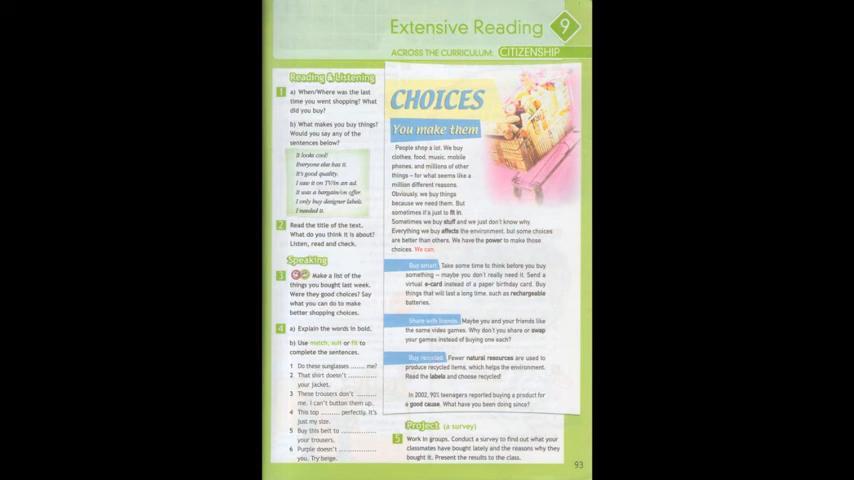 Extensive Reading 9
ACROSS THE CURRICULUM: CITIZENSHIP
Reading & Listening
1 a) When/Where was the last
time you went shopping? What
did you buy?
b) What makes you buy things?
Would you say any of the
sentences below?
It looks cool!
Everyone else has it.
It's good quality.
I saw it on TV/in an ad.
It was a bargain/on offer.
I only buy designer labels.
I needed it.
2 Read the title of the text.
What do you think it is about?
Listen, read and check.
Speaking
3 Make a list of the
things you bought last week.
Were they good choices? Say
what you can do to make
better shopping choices.
4 a) Explain the words in bold.
b) Use match, suit or fit to
complete the sentences.
1 Do these sunglasses ....... me?
2 That shirt doesn't ..............
your jacket.
3 These trousers don't ..........
me. I can't button them up.
4 This top ......... perfectly. It's
just my size.
5 Buy this belt to .................
your trousers.
6 Purple doesn't ..................
you. Try beige.
CHOICES
You make them
People shop a lot. We buy
clothes, food, music, mobile
phones, and millions of other
things – for what seems like a
million different reasons.
Obviously, we buy things
because we need them. But
sometimes it's just to fit in.
Sometimes we buy stuff and we just don't know why.
Everything we buy affects the environment, but some choices
are better than others. We have the power to make those
choices. We can:
Buy smart. Take some time to think before you buy
something – maybe you don't really need it. Send a
virtual e-card instead of a paper birthday card. Buy
things that will last a long time, such as rechargeable
batteries.
Share with friends. Maybe you and your friends like
the same video games. Why don't you share or swap
your games instead of buying one each?
Buy recycled. Fewer natural resources are used to
produce recycled items, which helps the environment.
Read the labels and choose recycled!
In 2002, 90% teenagers reported buying a product for
a good cause. What have you been doing since?
Project (a survey)
5 Work in groups. Conduct a survey to find out what your
classmates have bought lately and the reasons why they
bought it. Present the results to the class.
93